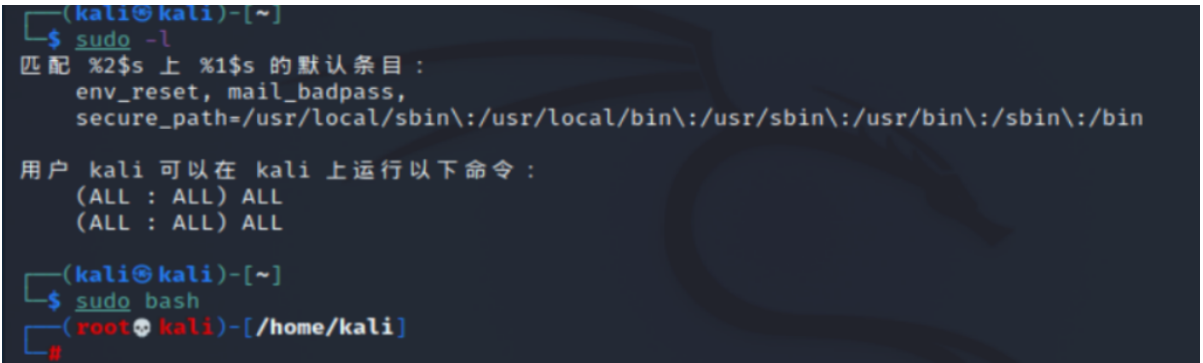 ┌──(kali㉿kali)-[~]
└─$ sudo -l
匹配 %2$s 上 %1$s 的默认条目：
    env_reset, mail_badpass,
    secure_path=/usr/local/sbin\:/usr/local/bin\:/usr/sbin\:/usr/bin\:/sbin\:/bin

用户 kali 可以在 kali 上运行以下命令：
    (ALL : ALL) ALL
    (ALL : ALL) ALL

┌──(kali㉿kali)-[~]
└─$ sudo bash
┌──(root💀kali)-[/home/kali]
└─#